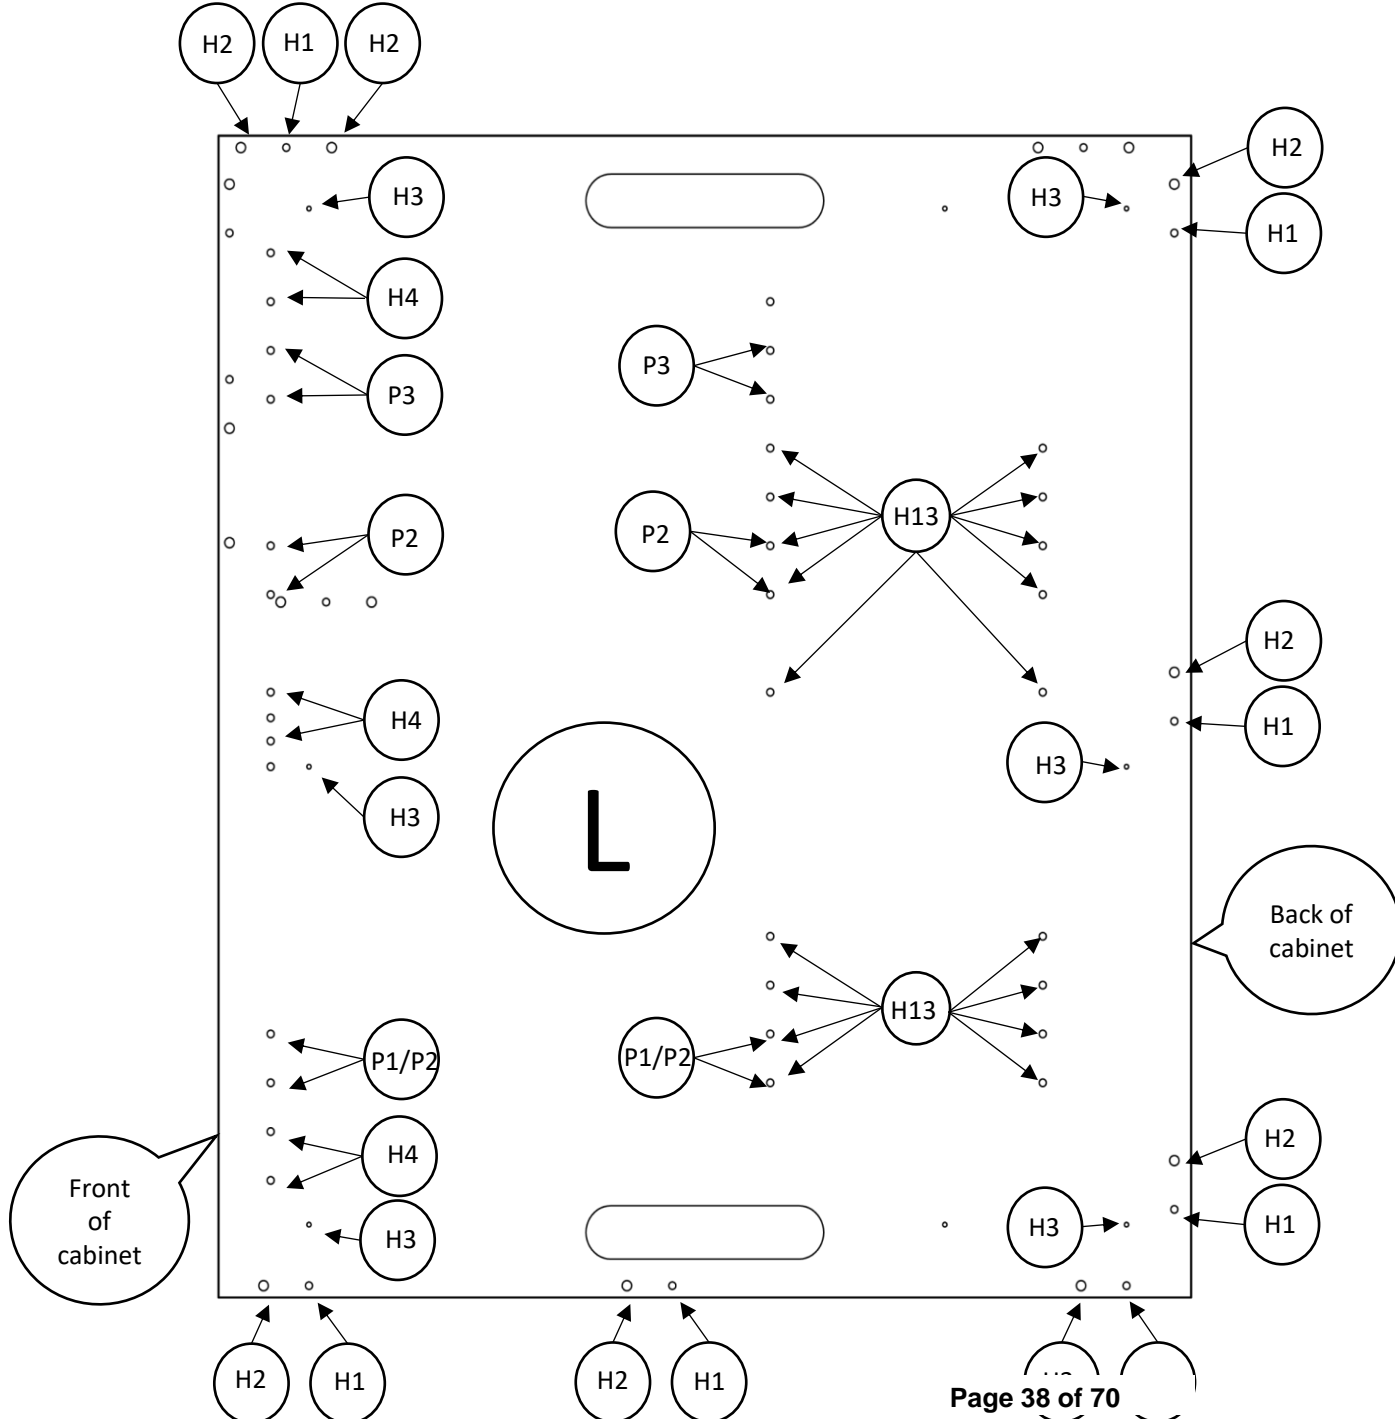 H2 H1 H2
H2
H3
H3
H1
H4
P3
P3
H13
P2
P2
H2
H4
H1
H3
H3
L
Back of
cabinet
H13
P1/P2
P1/P2
H2
H4
Front
of
cabinet
H3
H3
H1
H2
H1
H2
H1
Page 38 of 70